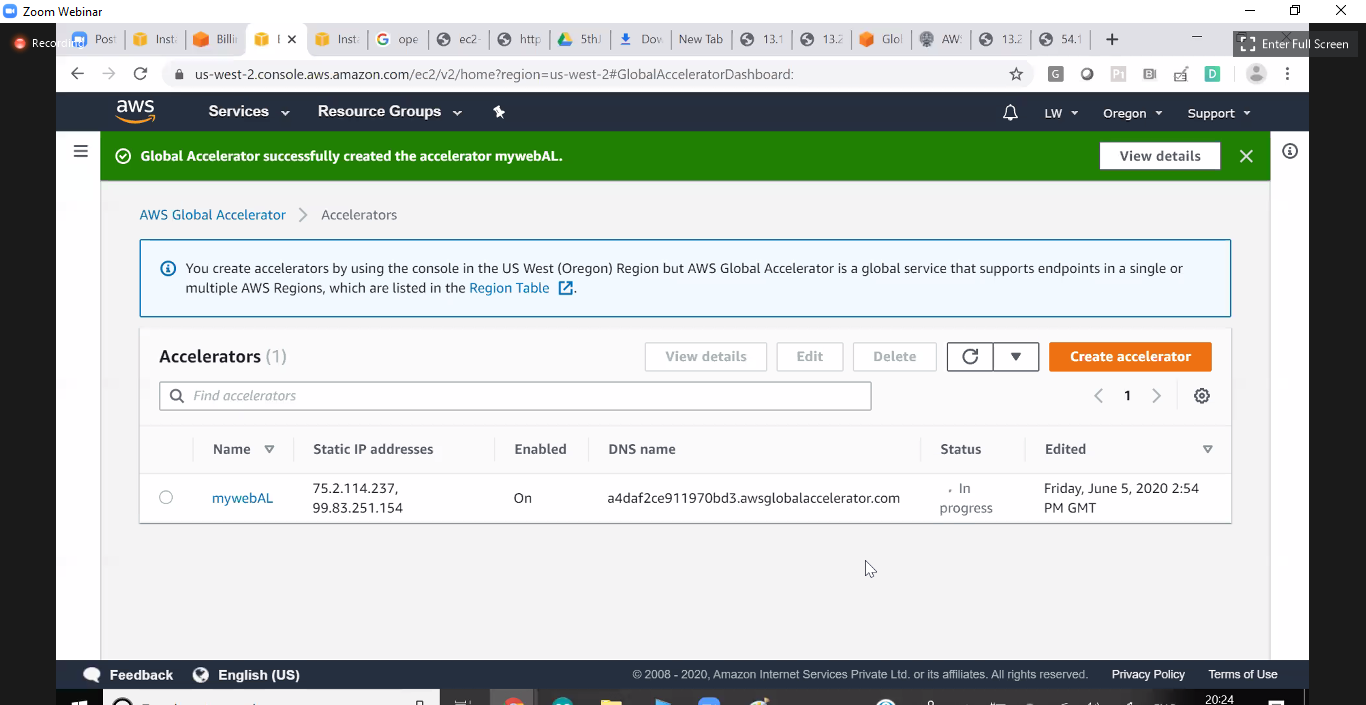 Zoom Webinar
Recording
Post
Inst
Billi
Inst
ope
ec2-
http
5thJ
Dov
New Tab
13.1
13.2
Glol
AW
13.2
54.1
Enter Full Screen
us-west-2.console.aws.amazon.com/ec2/v2/home?region=us-west-2#GlobalAcceleratorDashboard:
aws Services Resource Groups LW Oregon Support
Global Accelerator successfully created the accelerator mywebAL. View details
AWS Global Accelerator Accelerators
You create accelerators by using the console in the US West (Oregon) Region but AWS Global Accelerator is a global service that supports endpoints in a single or
multiple AWS Regions, which are listed in the Region Table .
Accelerators (1) View details Edit Delete Create accelerator
Find accelerators 1
Name Static IP addresses Enabled DNS name Status Edited
mywebAL 75.2.114.237, On a4daf2ce911970bd3.awsglobalaccelerator.com In Friday, June 5, 2020 2:54
99.83.251.154 progress PM GMT
Feedback English (US) © 2008 - 2020, Amazon Internet Services Private Ltd. or its affiliates. All rights reserved. Privacy Policy Terms of Use
20:24